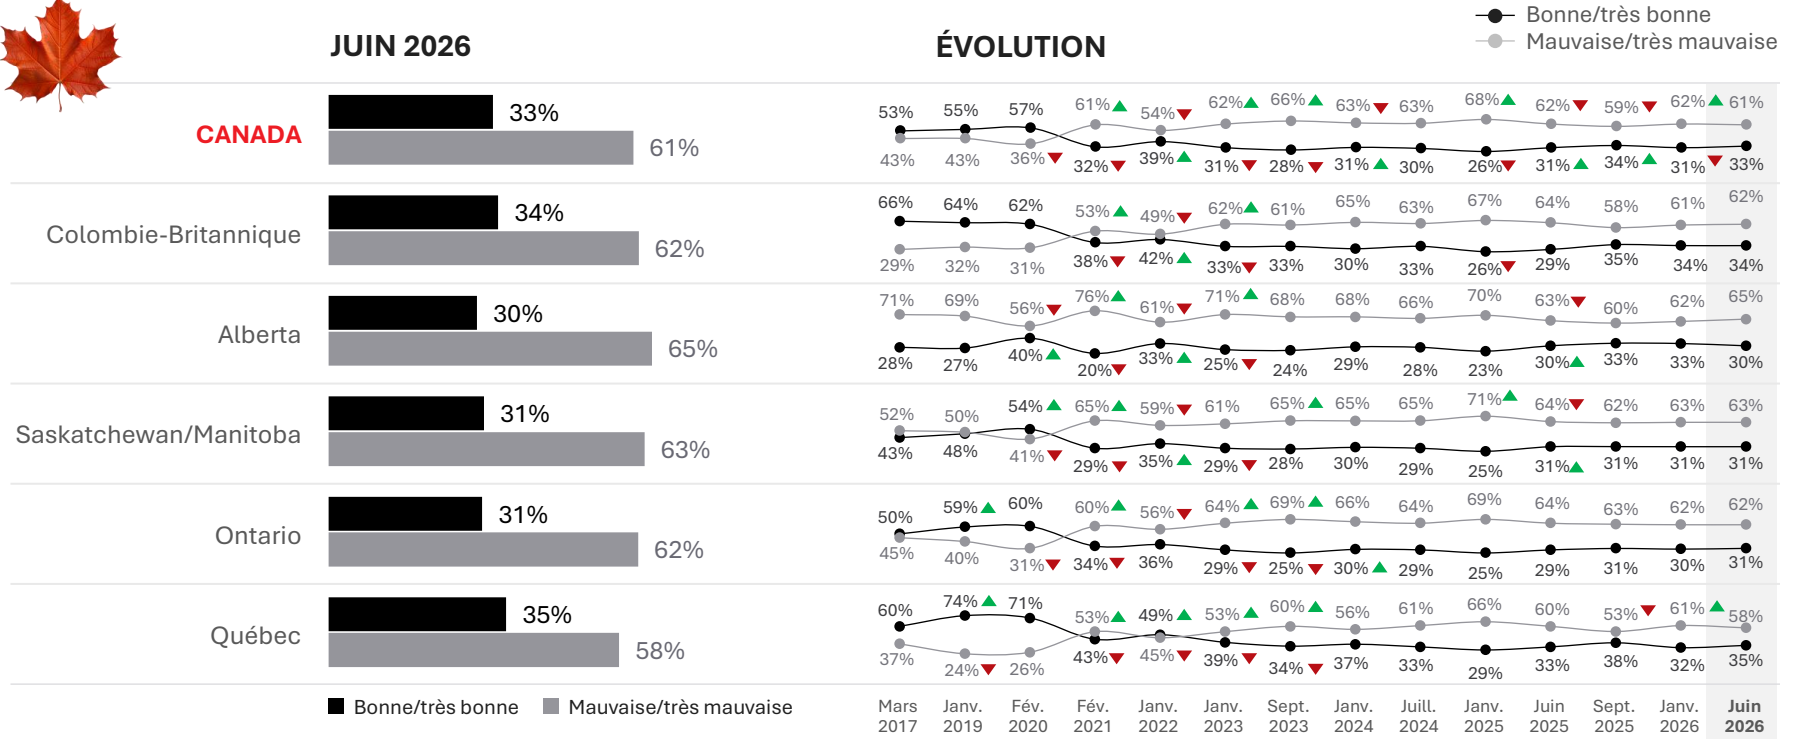 Bonne/très bonne
Mauvaise/très mauvaise
JUIN 2026
ÉVOLUTION
CANADA
33%
61%
53% 55% 57% 61% 54% 62% 66% 63% 63% 68% 62% 59% 62% 61%
43% 43% 36% 32% 39% 31% 28% 31% 30% 26% 31% 34% 31% 33%
Colombie-Britannique
34%
62%
66% 64% 62% 53% 49% 62% 61% 65% 63% 67% 64% 58% 61% 62%
29% 32% 31% 38% 42% 33% 33% 30% 33% 26% 29% 35% 34% 34%
Alberta
30%
65%
71% 69% 56% 76% 61% 71% 68% 68% 66% 70% 63% 60% 62% 65%
28% 27% 40% 20% 33% 25% 24% 29% 28% 23% 30% 33% 33% 30%
Saskatchewan/Manitoba
31%
63%
52% 50% 54% 65% 59% 61% 65% 65% 65% 71% 64% 62% 63% 63%
43% 48% 41% 29% 35% 29% 28% 30% 29% 25% 31% 31% 31% 31%
Ontario
31%
62%
50% 59% 60% 60% 56% 64% 69% 66% 64% 69% 64% 63% 62% 62%
45% 40% 31% 34% 36% 29% 25% 30% 29% 25% 29% 31% 30% 31%
Québec
35%
58%
60% 74% 71% 53% 49% 53% 60% 56% 61% 66% 60% 53% 61% 58%
37% 24% 26% 43% 45% 39% 34% 37% 33% 29% 33% 38% 32% 35%
Bonne/très bonne Mauvaise/très mauvaise
Mars Janv. Fév. Fév. Janv. Janv. Sept. Janv. Juill. Janv. Juin Sept. Janv. Juin
2017 2019 2020 2021 2022 2023 2023 2024 2024 2025 2025 2025 2026 2026